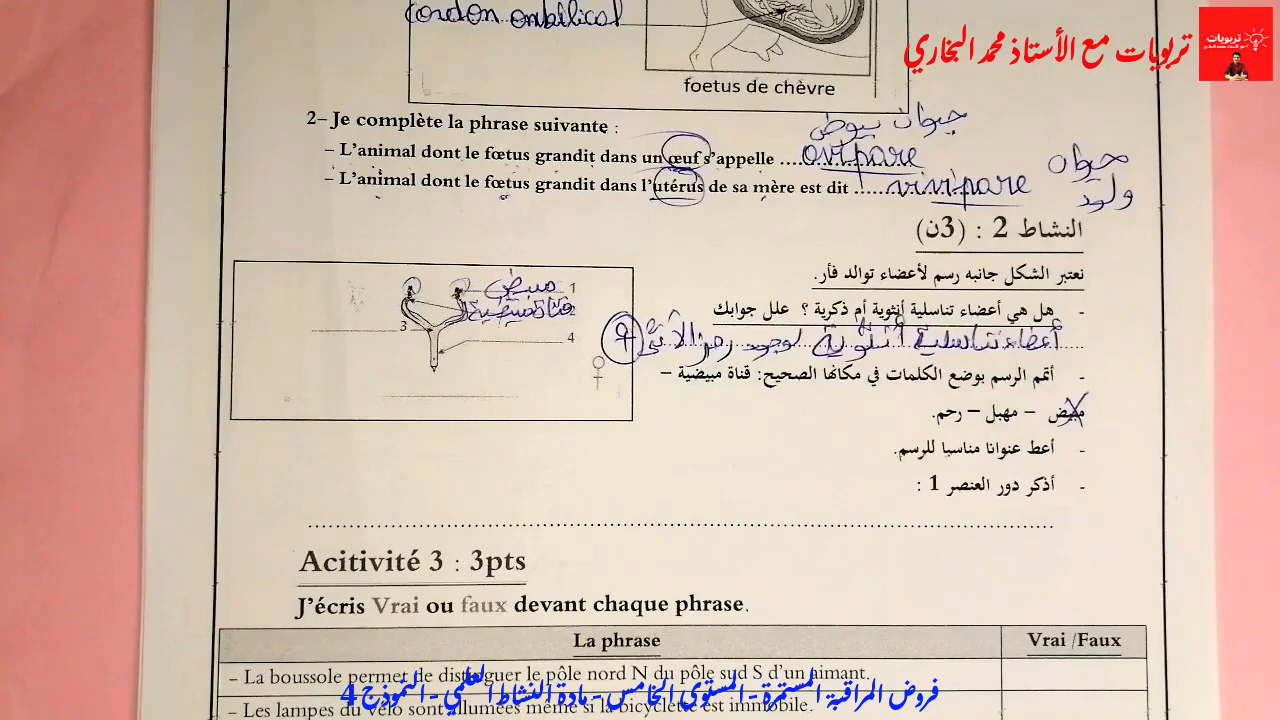 Cordon ombilical
foetus de chèvre
تربويات مع الأستاذ محمد البخاري
تربويات
2– Je complète la phrase suivante :
حيوان بيوض
– L'animal dont le fœtus grandit dans un œuf s'appelle ....ovipare
– L'animal dont le fœtus grandit dans l'utérus de sa mère est dit ......vivipare
حيوان
ولود
النشاط 2 : (3ن)
نعتبر الشكل جانبه رسم لأعضاء توالد فأر.
- هل هي أعضاء تناسلية أنثوية أم ذكرية ؟ علل جوابك
أعضاء تناسلية أنثوية لوجود رمز الأنثى ♀
- أتمم الرسم بوضع الكلمات في مكانها الصحيح: قناة مبيضية –
مبيض – مهبل – رحم.
- أعط عنوانا مناسبا للرسم.
- أذكر دور العنصر 1 :
مبيض 1
قناة مبيضية 2
3
4
♀
Acitivité 3 : 3pts
J'écris Vrai ou faux devant chaque phrase.
La phrase Vrai /Faux
– La boussole permet de distinguer le pôle nord N du pôle sud S d'un aimant.
– Les lampes du vélo sont allumées même si la bicyclette est immobile.
فروض المراقبة المستمرة - المستوى الخامس - مادة النشاط العلمي - النموذج 4